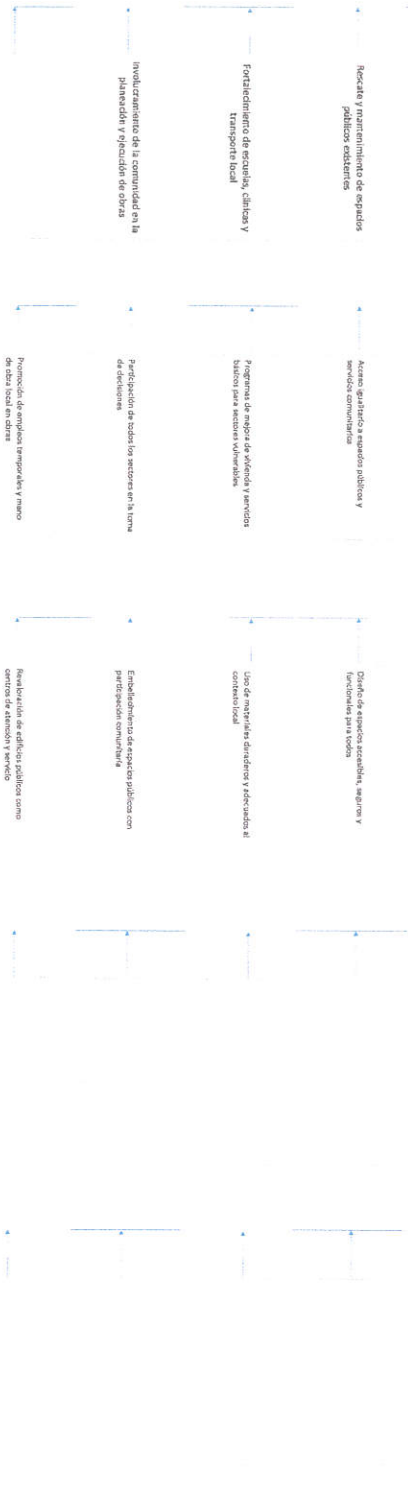 Rescate y mantenimiento de espacios
públicos existentes
Fortalecimiento de escuelas, clínicas y
transporte local
Involucramiento de la comunidad en la
planeación y ejecución de obras
Acceso igualitario a espacios públicos y
servicios comunitarios
Programas de mejora de vivienda y servicios
básicos para sectores vulnerables
Participación de todos los sectores en la toma
de decisiones
Promoción de empleos temporales y mano
de obra local en obras
Diseño de espacios accesibles, seguros y
funcionales para todos
Uso de materiales duraderos y adecuados al
contexto local
Embellecimiento de espacios públicos con
participación comunitaria
Revaloración de edificios públicos como
centros de atención y servicio